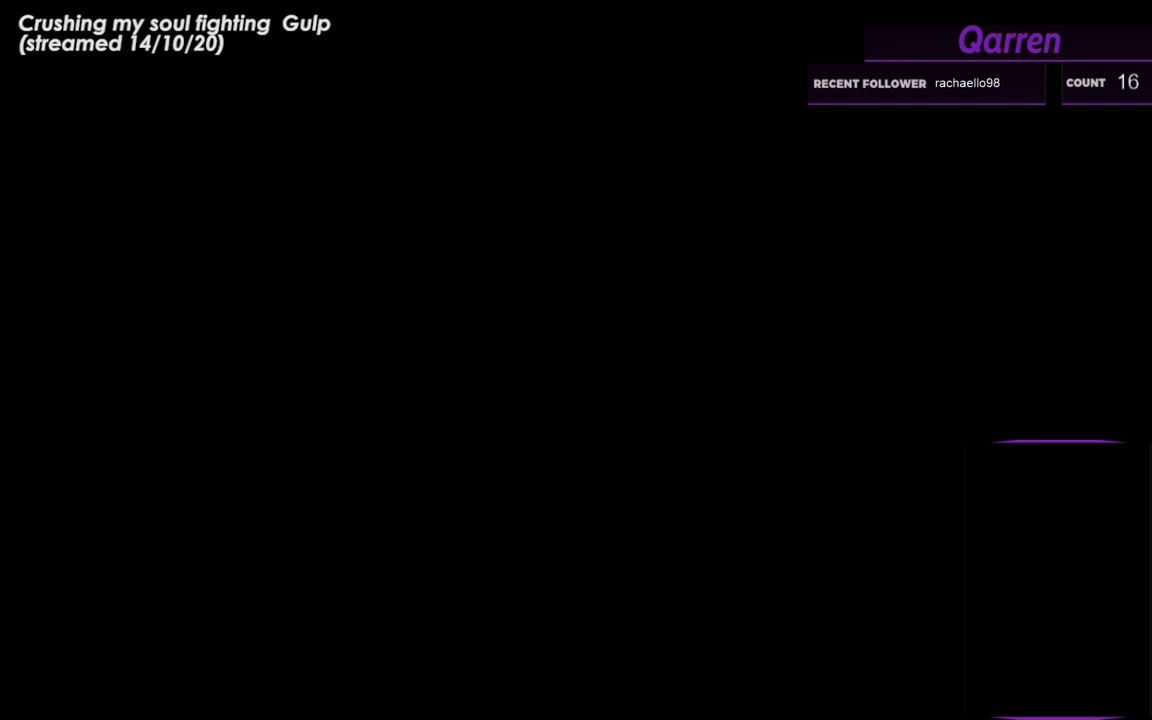 Crushing my soul fighting Gulp
(streamed 14/10/20)
Qarren
RECENT FOLLOWER rachaello98
COUNT 16